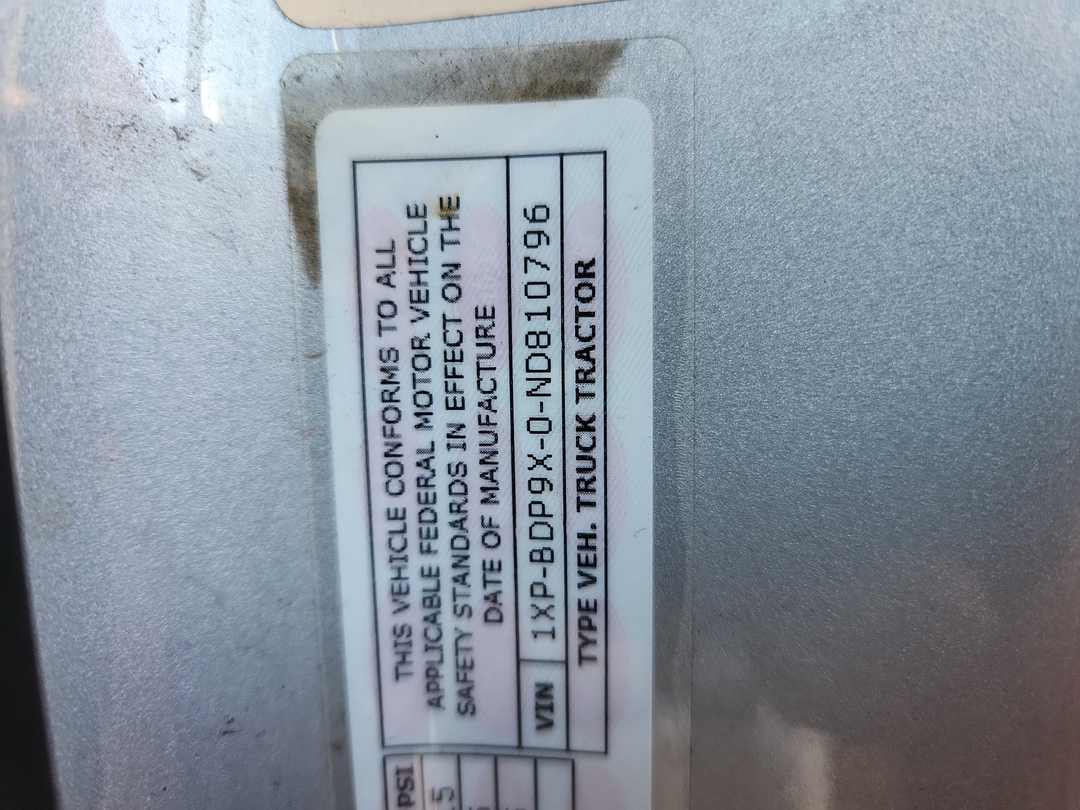 THIS VEHICLE CONFORMS TO ALL
APPLICABLE FEDERAL MOTOR VEHICLE
SAFETY STANDARDS IN EFFECT ON THE
DATE OF MANUFACTURE
VIN 1XP-BDP9X-0-ND810796
TYPE VEH. TRUCK TRACTOR
PSI